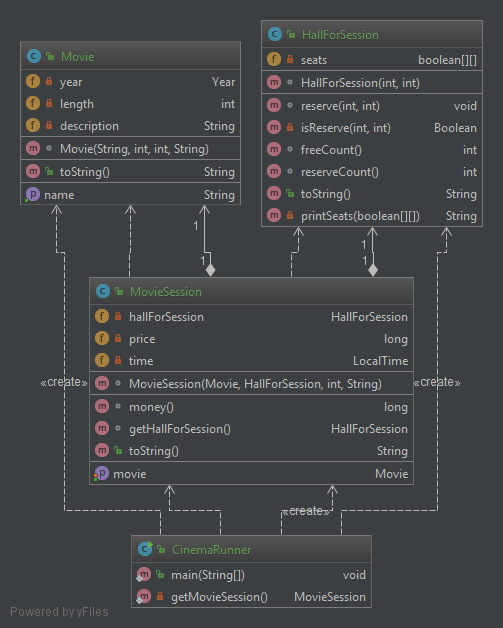 Movie
year Year
length int
description String
Movie(String, int, int, String)
toString() String
name String
HallForSession
seats boolean[][]
HallForSession(int, int)
reserve(int, int) void
isReserve(int, int) Boolean
freeCount() int
reserveCount() int
toString() String
printSeats(boolean[][]) String
1
1
1
1
MovieSession
hallForSession HallForSession
price long
time LocalTime
MovieSession(Movie, HallForSession, int, String)
money() long
getHallForSession() HallForSession
toString() String
movie Movie
«create»
«create»
«create»
CinemaRunner
main(String[]) void
getMovieSession() MovieSession
Powered by yFiles